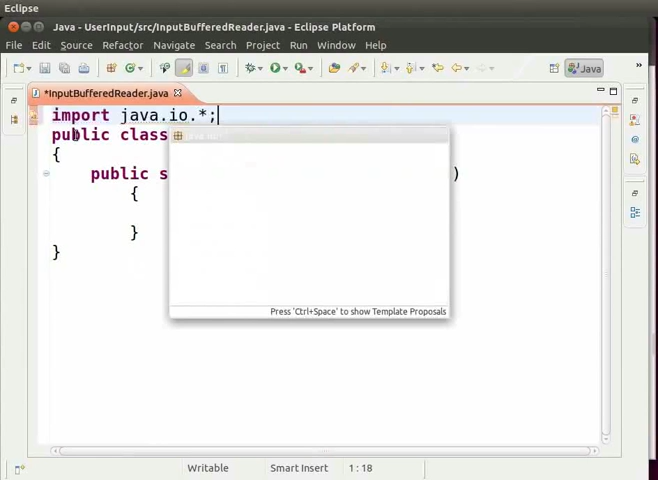 Eclipse
Java - UserInput/src/InputBufferedReader.java - Eclipse Platform
File Edit Source Refactor Navigate Search Project Run Window Help
Java
*InputBufferedReader.java
import java.io.*;
public class
{
public s )
{
}
}
Press 'Ctrl+Space' to show Template Proposals
Writable Smart Insert 1 : 18